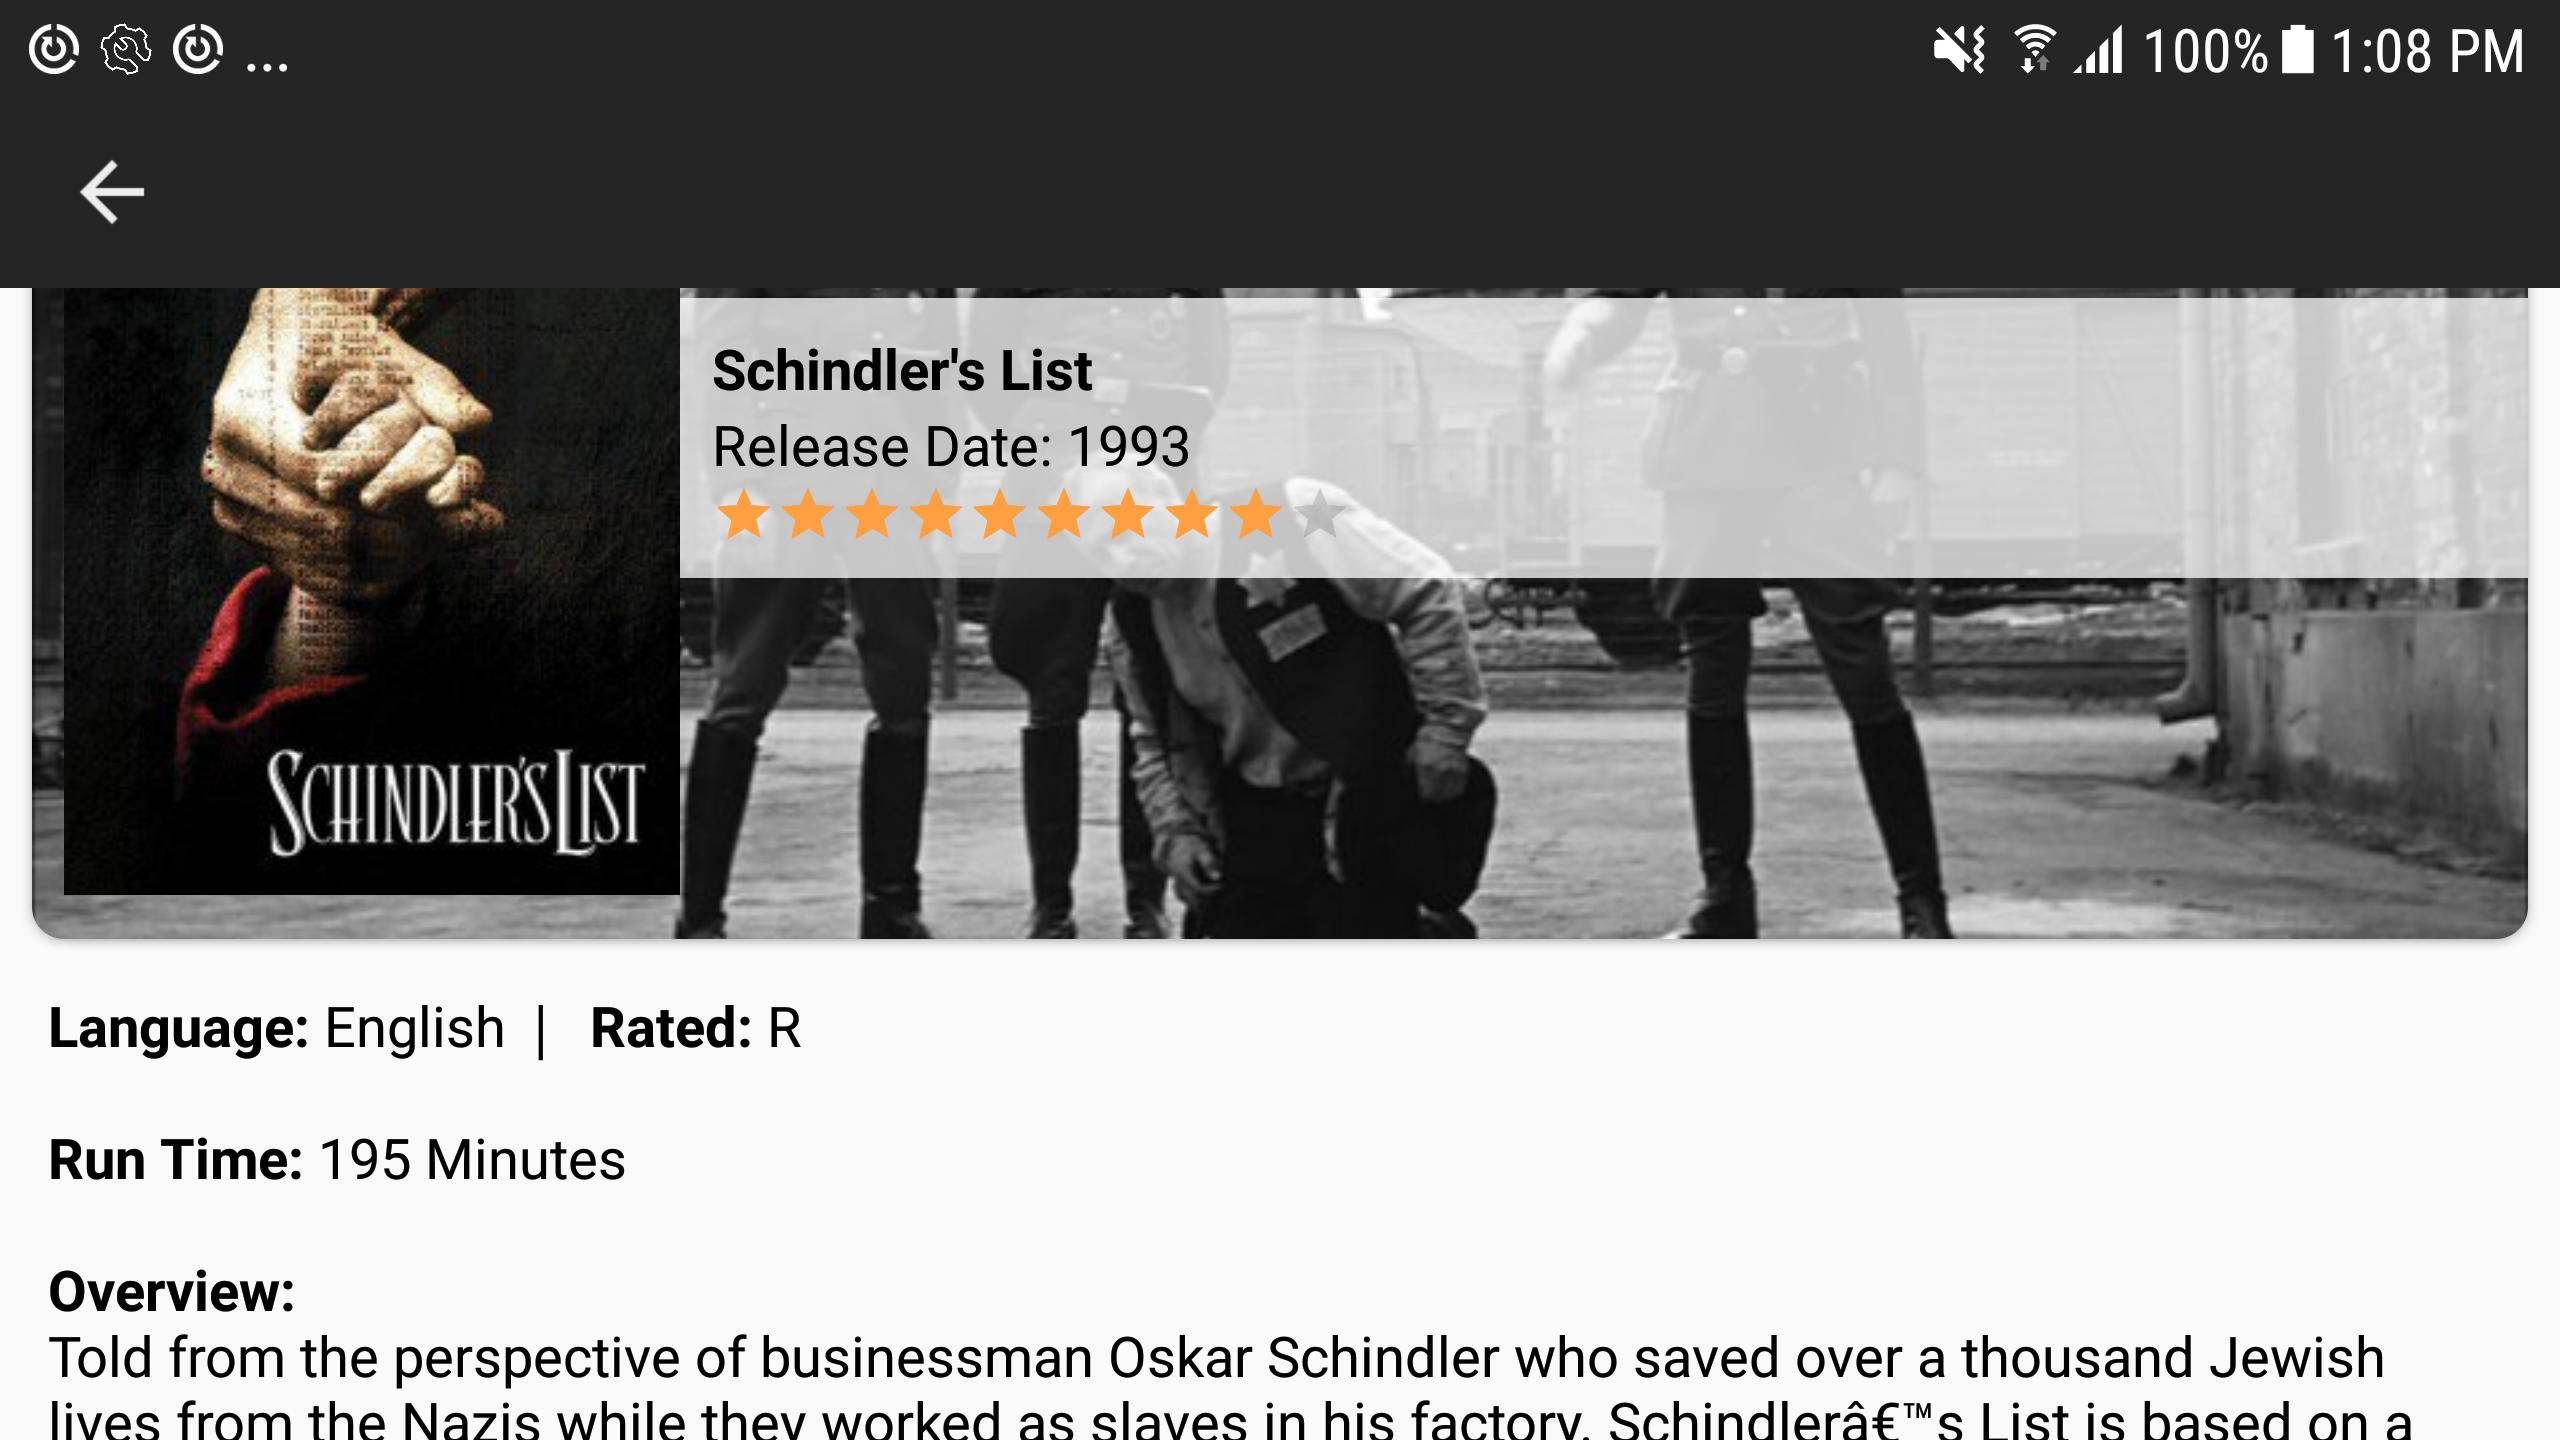 ... 100% 1:08 PM
Schindler's List
Release Date: 1993
SCHINDLER'S LIST
Language: English | Rated: R
Run Time: 195 Minutes
Overview:
Told from the perspective of businessman Oskar Schindler who saved over a thousand Jewish
lives from the Nazis while they worked as slaves in his factory. Schindlerâ€™s List is based on a